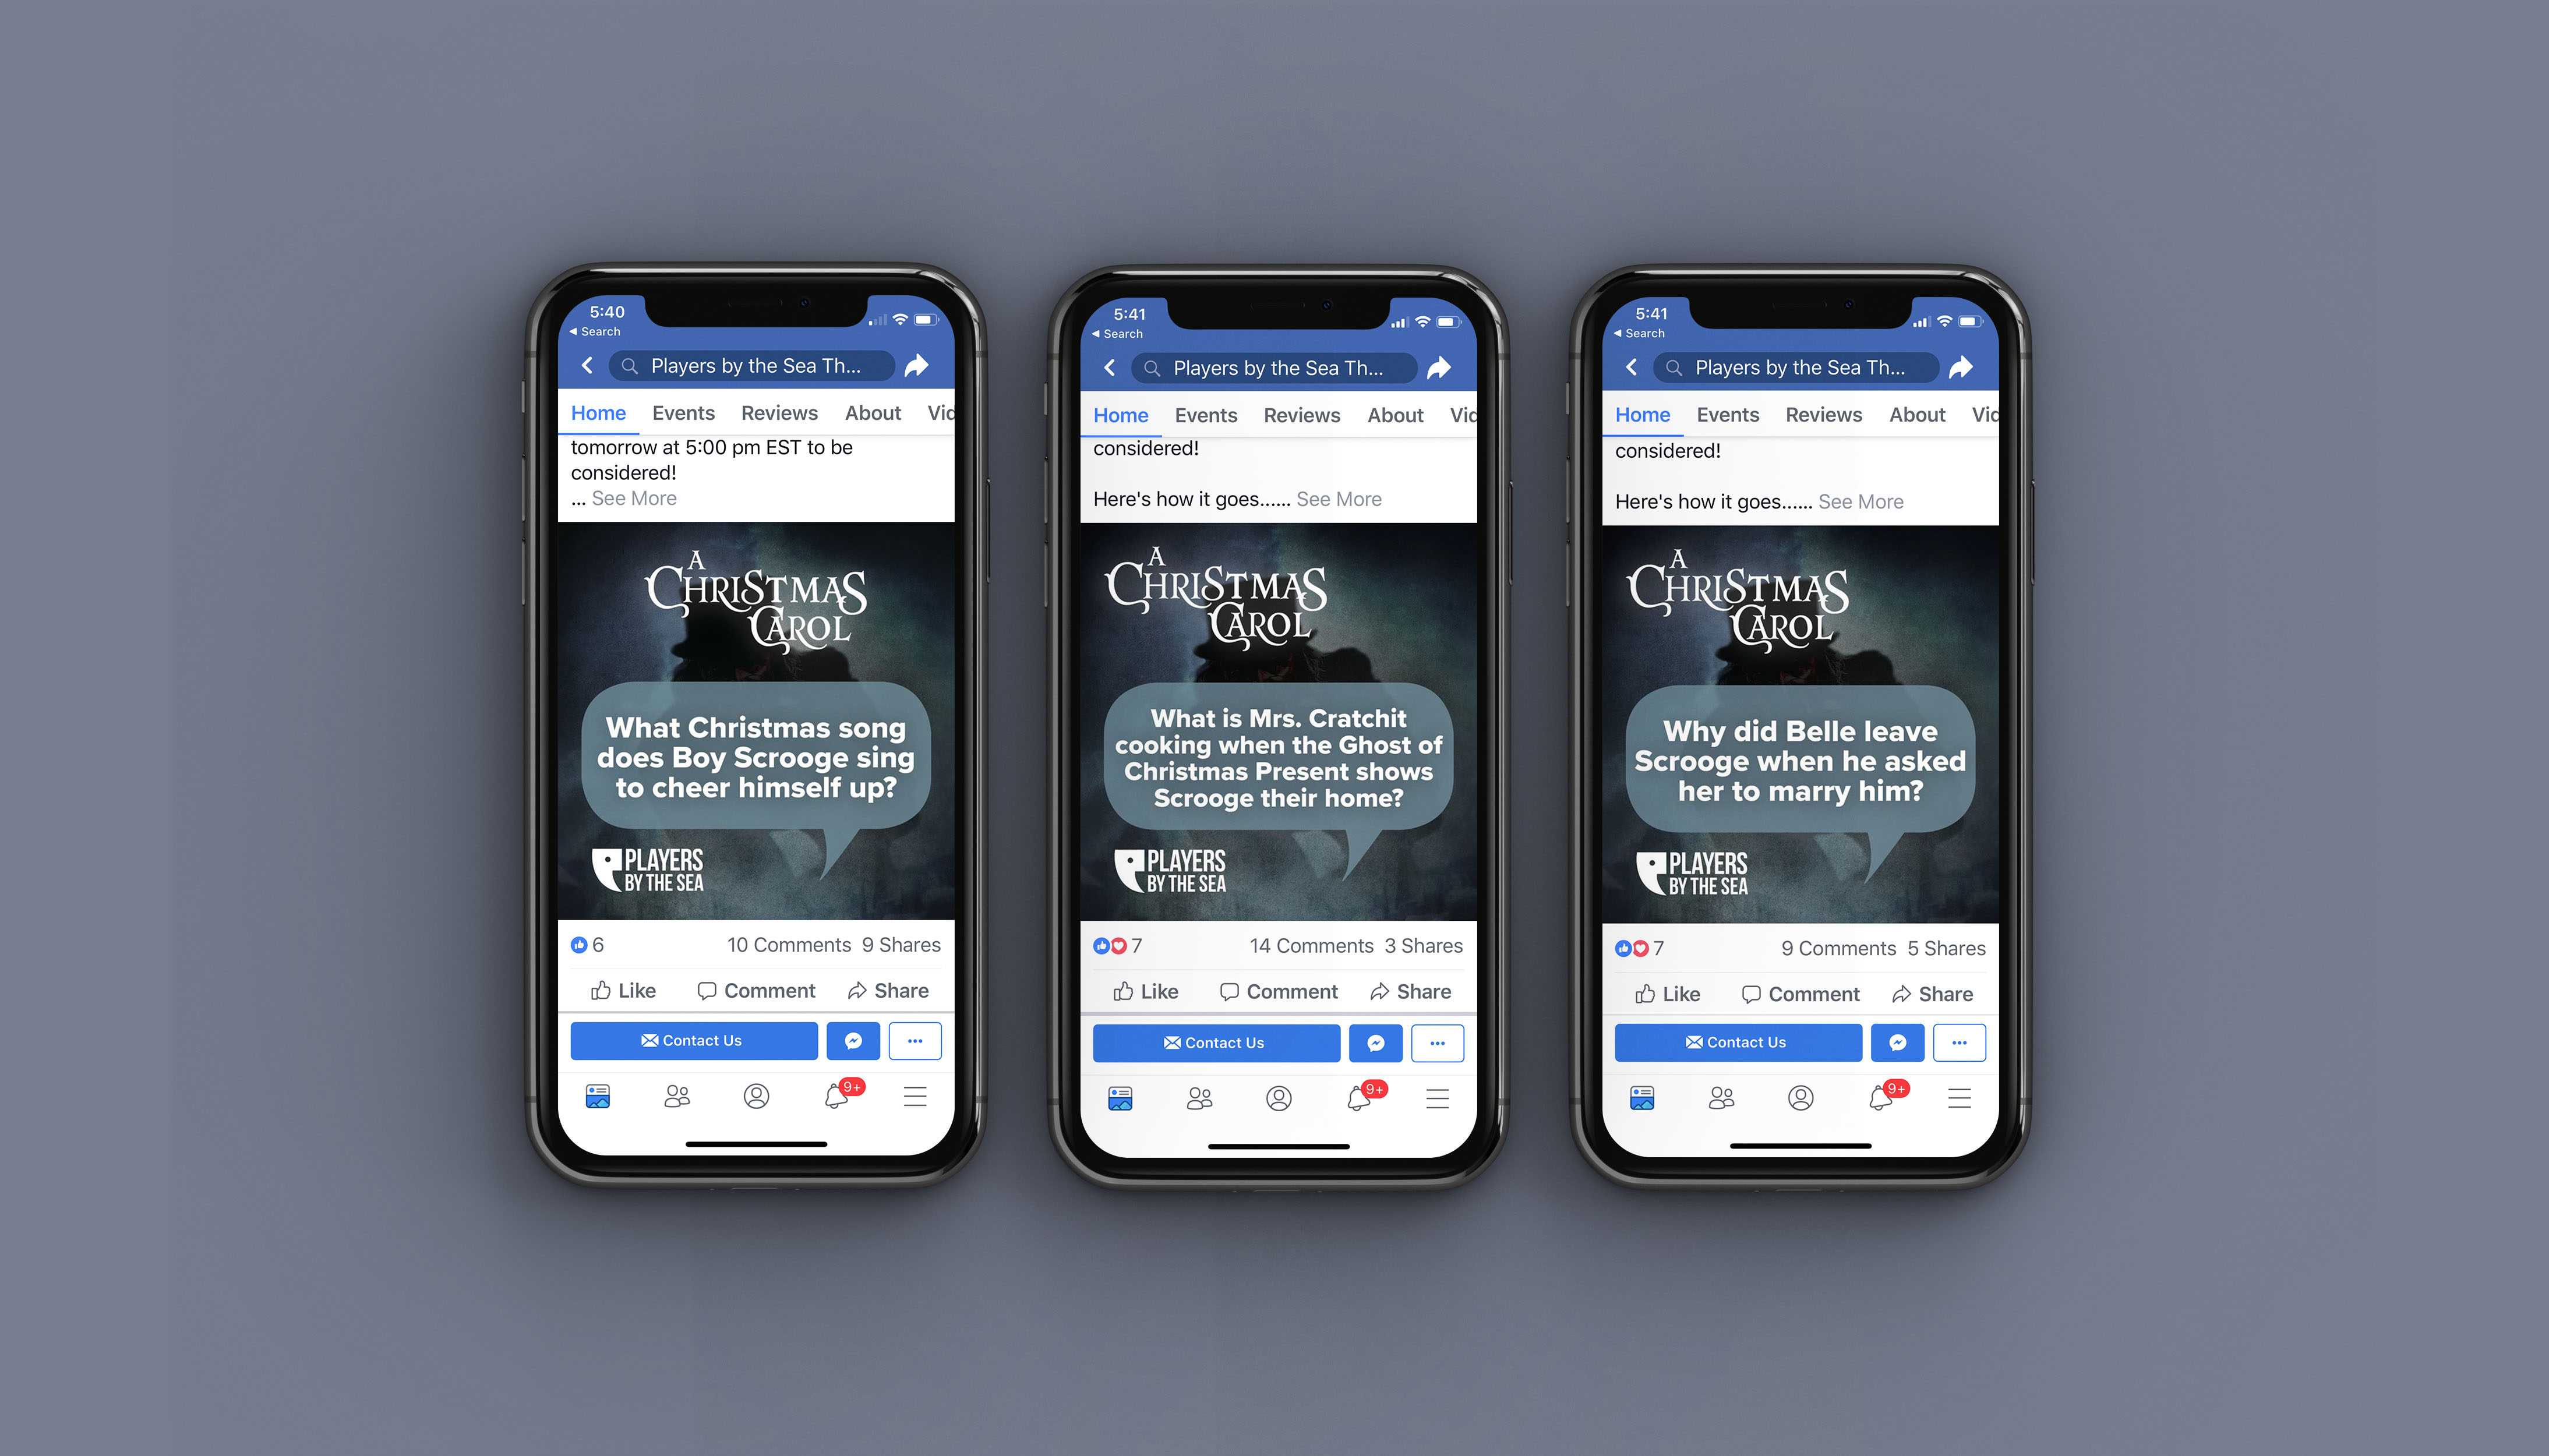 5:40
Search
Players by the Sea Th...
Home Events Reviews About Vid
tomorrow at 5:00 pm EST to be
considered!
... See More
A
CHRISTMAS
CAROL
What Christmas song
does Boy Scrooge sing
to cheer himself up?
PLAYERS
BY THE SEA
6 10 Comments 9 Shares
Like Comment Share
Contact Us
9+
5:41
Search
Players by the Sea Th...
Home Events Reviews About Vid
considered!
Here's how it goes...... See More
A
CHRISTMAS
CAROL
What is Mrs. Cratchit
cooking when the Ghost of
Christmas Present shows
Scrooge their home?
PLAYERS
BY THE SEA
7 14 Comments 3 Shares
Like Comment Share
Contact Us
9+
5:41
Search
Players by the Sea Th...
Home Events Reviews About Vid
considered!
Here's how it goes...... See More
A
CHRISTMAS
CAROL
Why did Belle leave
Scrooge when he asked
her to marry him?
PLAYERS
BY THE SEA
7 9 Comments 5 Shares
Like Comment Share
Contact Us
9+